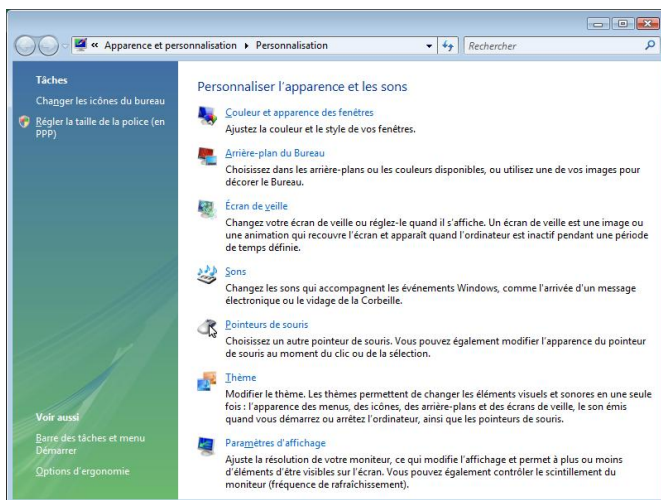 « Apparence et personnalisation ▸ Personnalisation
Rechercher
Tâches
Changer les icônes du bureau
Régler la taille de la police (en
PPP)
Voir aussi
Barre des tâches et menu
Démarrer
Options d'ergonomie
Personnaliser l'apparence et les sons
Couleur et apparence des fenêtres
Ajustez la couleur et le style de vos fenêtres.
Arrière-plan du Bureau
Choisissez dans les arrière-plans ou les couleurs disponibles, ou utilisez une de vos images pour
décorer le Bureau.
Écran de veille
Changez votre écran de veille ou réglez-le quand il s'affiche. Un écran de veille est une image ou
une animation qui recouvre l'écran et apparaît quand l'ordinateur est inactif pendant une période
de temps définie.
Sons
Changez les sons qui accompagnent les événements Windows, comme l'arrivée d'un message
électronique ou le vidage de la Corbeille.
Pointeurs de souris
Choisissez un autre pointeur de souris. Vous pouvez également modifier l'apparence du pointeur
de souris au moment du clic ou de la sélection.
Thème
Modifier le thème. Les thèmes permettent de changer les éléments visuels et sonores en une seule
fois : l'apparence des menus, des icônes, des arrière-plans et des écrans de veille, le son émis
quand vous démarrez ou arrêtez l'ordinateur, ainsi que les pointeurs de souris.
Paramètres d'affichage
Ajuste la résolution de votre moniteur, ce qui modifie l'affichage et permet à plus ou moins
d'éléments d'être visibles sur l'écran. Vous pouvez également contrôler le scintillement du
moniteur (fréquence de rafraîchissement).